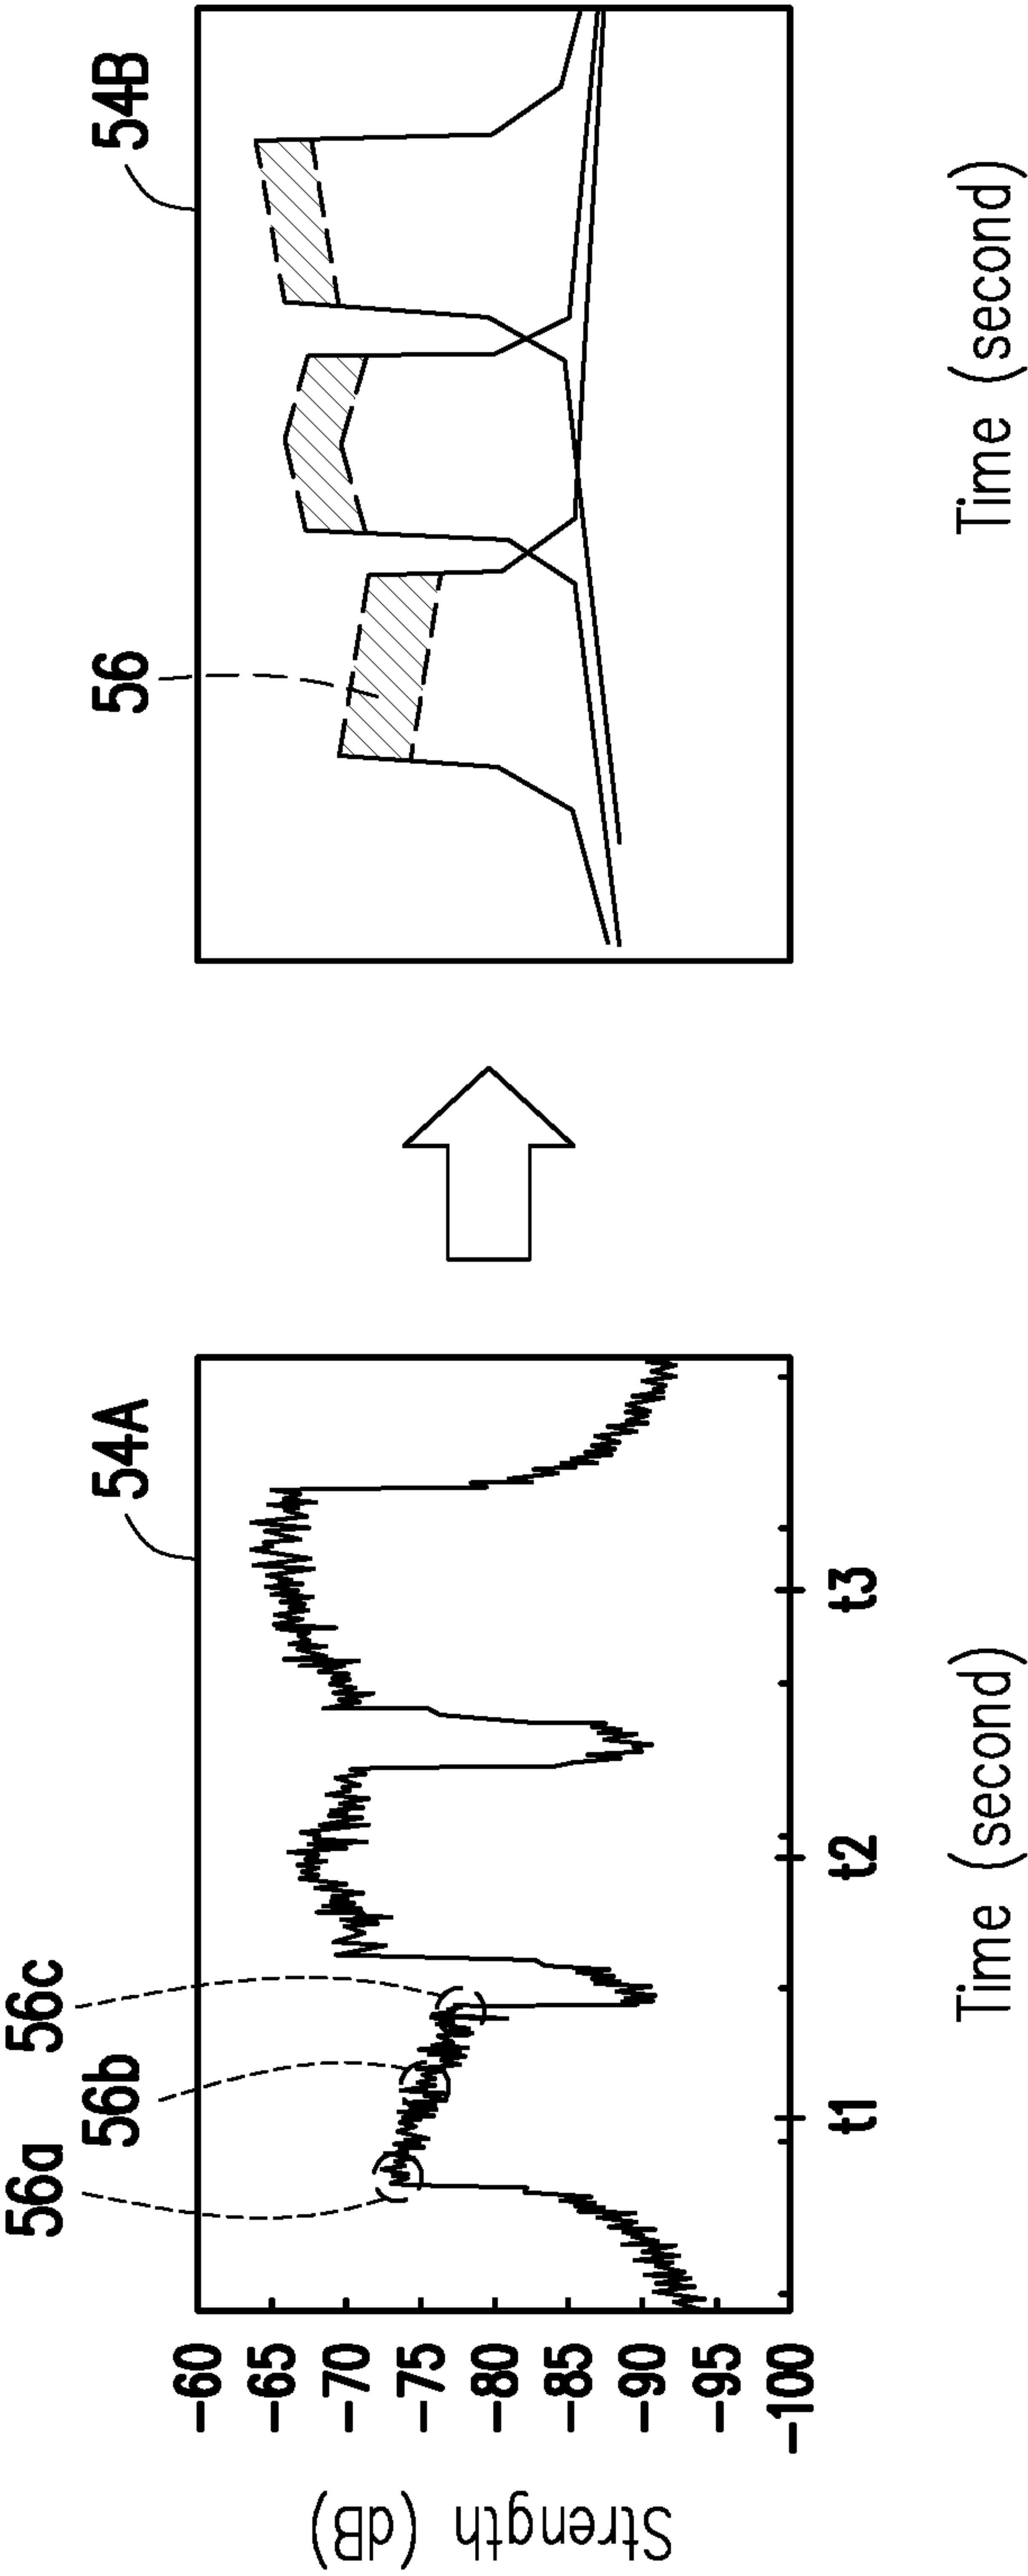 56a
56b
56c
54A
Strength (dB)
-60
-65
-70
-75
-80
-85
-90
-95
-100
t1
t2
t3
Time (second)
56
54B
Time (second)